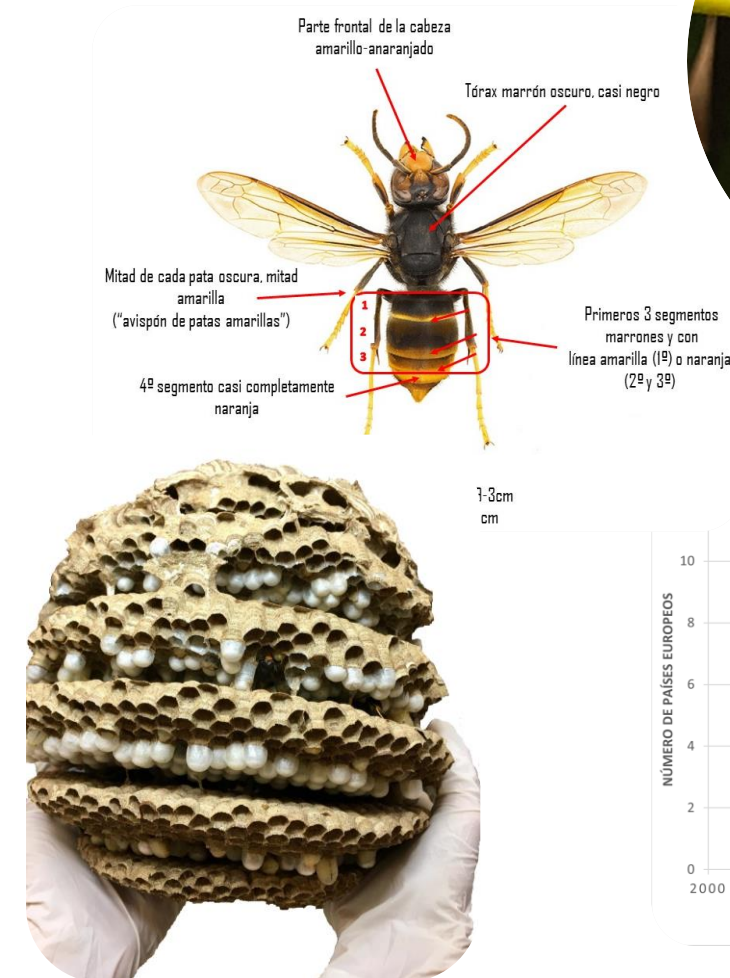 Parte frontal de la cabeza
amarillo-anaranjado
Tórax marrón oscuro, casi negro
Mitad de cada pata oscura, mitad
amarilla
(“avispón de patas amarillas”)
1
2
3
Primeros 3 segmentos
marrones y con
línea amarilla (1º) o naranja
(2º y 3º)
4º segmento casi completamente
naranja
-3cm
cm
NÚMERO DE PAÍSES EUROPEOS
10
8
6
4
2
0
2000